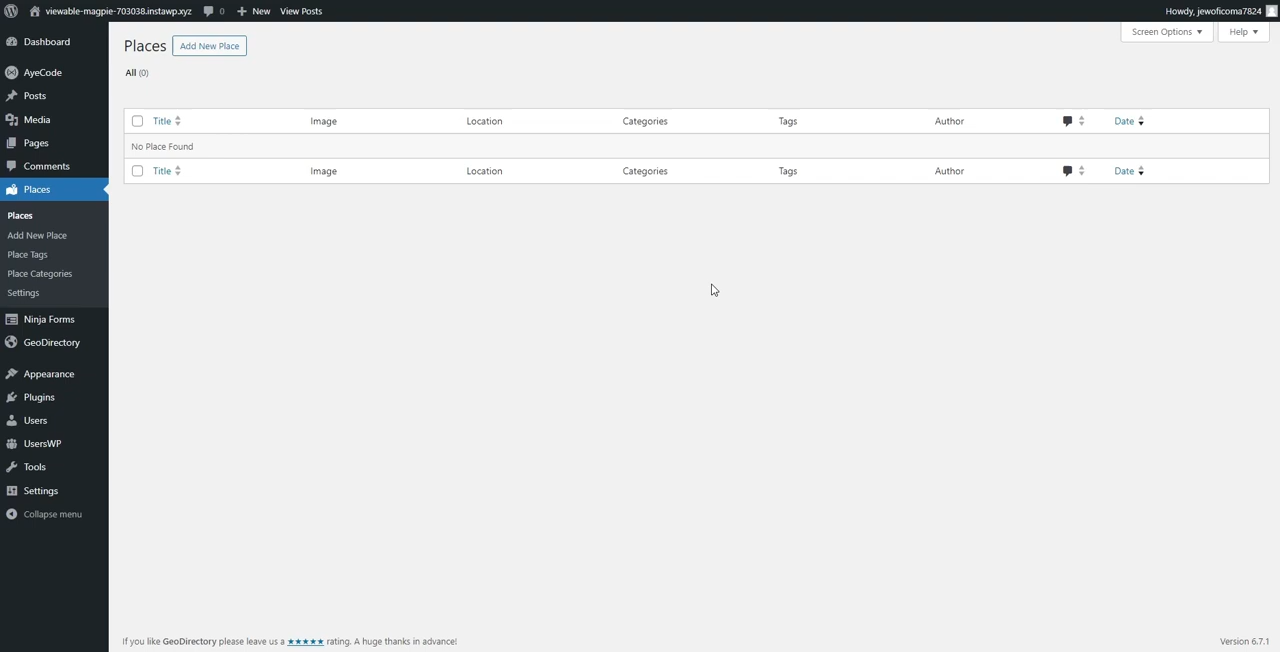 viewable-magpie-703038.instawp.xyz 0 New View Posts Howdy, jewoficoma7824
Screen Options Help
Dashboard
AyeCode
Posts
Media
Pages
Comments
Places
Places
Add New Place
Place Tags
Place Categories
Settings
Ninja Forms
GeoDirectory
Appearance
Plugins
Users
UsersWP
Tools
Settings
Collapse menu
Places Add New Place
All (0)
Title Image Location Categories Tags Author Date
No Place Found
Title Image Location Categories Tags Author Date
If you like GeoDirectory please leave us a ★★★★★ rating. A huge thanks in advance! Version 6.7.1